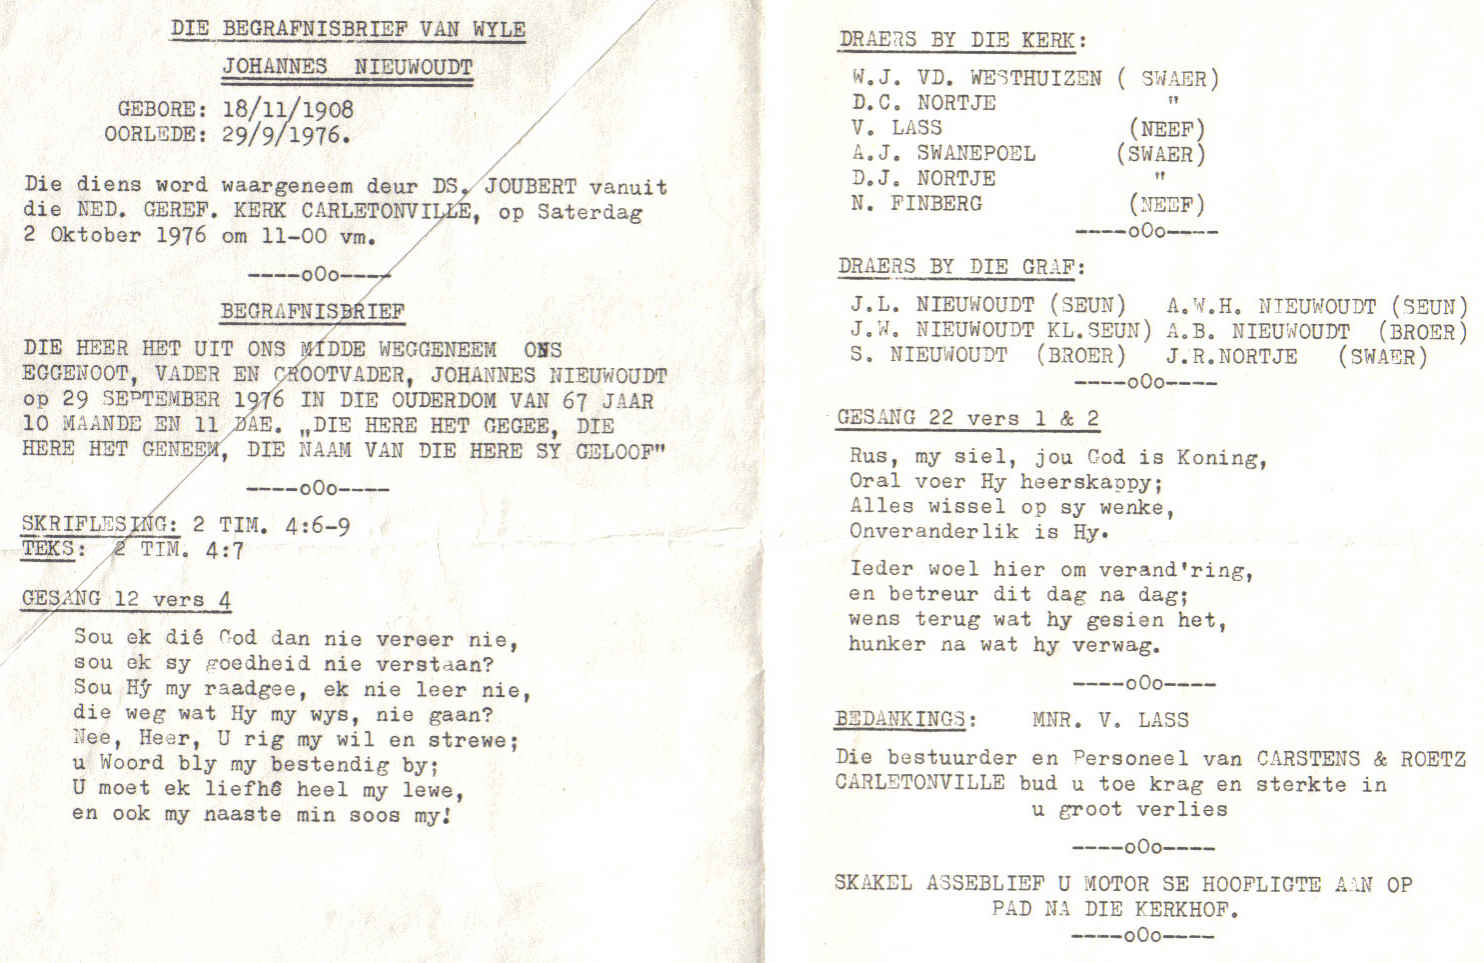 DIE BEGRAFNISBRIEF VAN WYLE
JOHANNES NIEUWOUDT
GEBORE: 18/11/1908
OORLEDE: 29/9/1976.
Die diens word waargeneem deur DS. JOUBERT vanuit
die NED. GEREF. KERK CARLETONVILLE, op Saterdag
2 Oktober 1976 om 11-00 vm.
----oOo----
BEGRAFNISBRIEF
DIE HEER HET UIT ONS MIDDE WEGGENEEM ONS
EGGENOOT, VADER EN GROOTVADER, JOHANNES NIEUWOUDT
op 29 SEPTEMBER 1976 IN DIE OUDERDOM VAN 67 JAAR
10 MAANDE EN 11 DAE. „DIE HERE HET GEGEE, DIE
HERE HET GENEEM, DIE NAAM VAN DIE HERE SY GELOOF"
----oOo----
SKRIFLESING: 2 TIM. 4:6-9
TEKS: 2 TIM. 4:7
GESANG 12 vers 4
Sou ek dié God dan nie vereer nie,
sou ek sy goedheid nie verstaan?
Sou Hý my raadgee, ek nie leer nie,
die weg wat Hy my wys, nie gaan?
Nee, Heer, U rig my wil en strewe;
u Woord bly my bestendig by;
U moet ek liefhê heel my lewe,
en ook my naaste min soos my!
DRAERS BY DIE KERK:
W.J. VD. WESTHUIZEN ( SWAER)
D.C. NORTJE "
V. LASS (NEEF)
A.J. SWANEPOEL (SWAER)
D.J. NORTJE "
N. FINBERG (NEEF)
----oOo----
DRAERS BY DIE GRAF:
J.L. NIEUWOUDT (SEUN) A.W.H. NIEUWOUDT (SEUN)
J.W. NIEUWOUDT KL.SEUN) A.B. NIEUWOUDT (BROER)
S. NIEUWOUDT (BROER) J.R.NORTJE (SWAER)
----oOo----
GESANG 22 vers 1 & 2
Rus, my siel, jou God is Koning,
Oral voer Hy heerskappy;
Alles wissel op sy wenke,
Onveranderlik is Hy.
Ieder woel hier om verand'ring,
en betreur dit dag na dag;
wens terug wat hy gesien het,
hunker na wat hy verwag.
----oOo----
BEDANKINGS: MNR. V. LASS
Die bestuurder en Personeel van CARSTENS & ROETZ
CARLETONVILLE bud u toe krag en sterkte in
u groot verlies
----oOo----
SKAKEL ASSEBLIEF U MOTOR SE HOOFLIGTE AAN OP
PAD NA DIE KERKHOF.
----oOo----